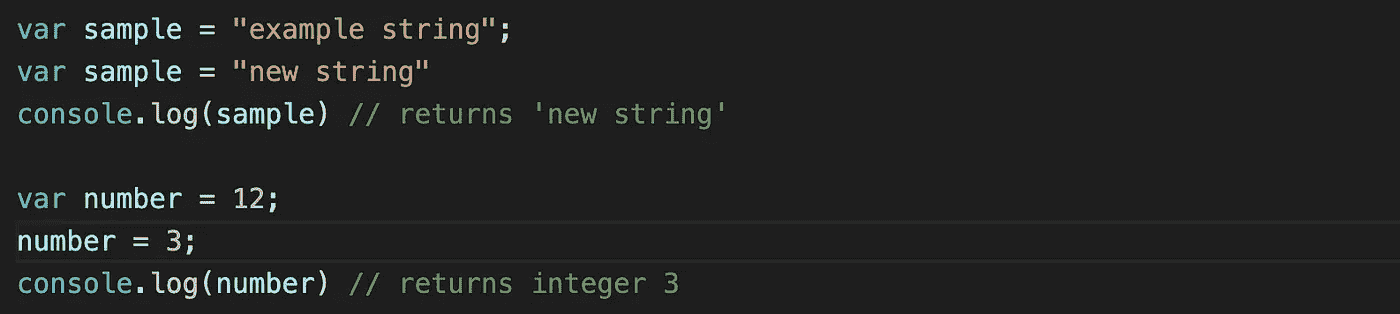 var sample = "example string";
var sample = "new string"
console.log(sample) // returns 'new string'
var number = 12;
number = 3;
console.log(number) // returns integer 3